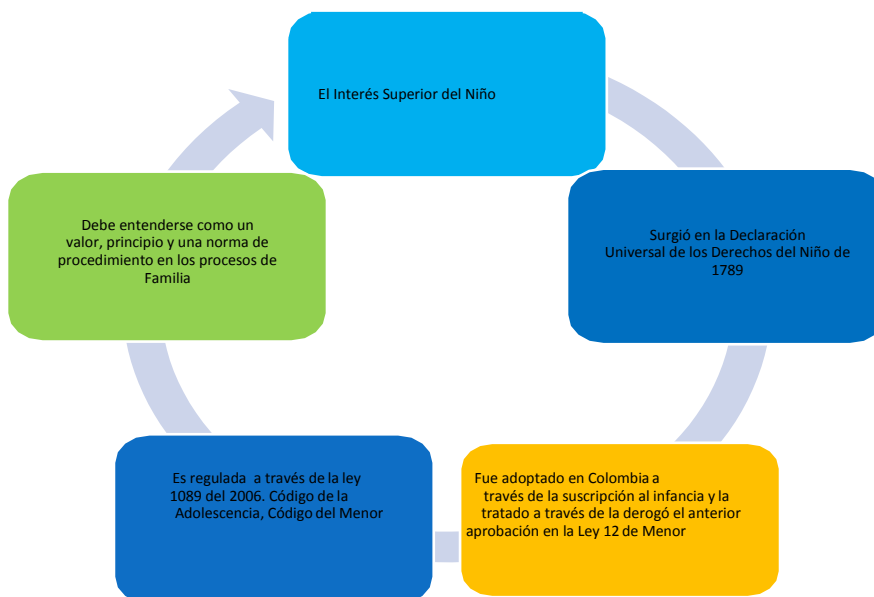 El Interés Superior del Niño
Surgió en la Declaración
Universal de los Derechos del Niño de
1789
Fue adoptado en Colombia a
través de la suscripción al infancia y la
tratado a través de la derogó el anterior
aprobación en la Ley 12 de Menor
Es regulada a través de la ley
1089 del 2006. Código de la
Adolescencia, Código del Menor
Debe entenderse como un
valor, principio y una norma de
procedimiento en los procesos de
Familia